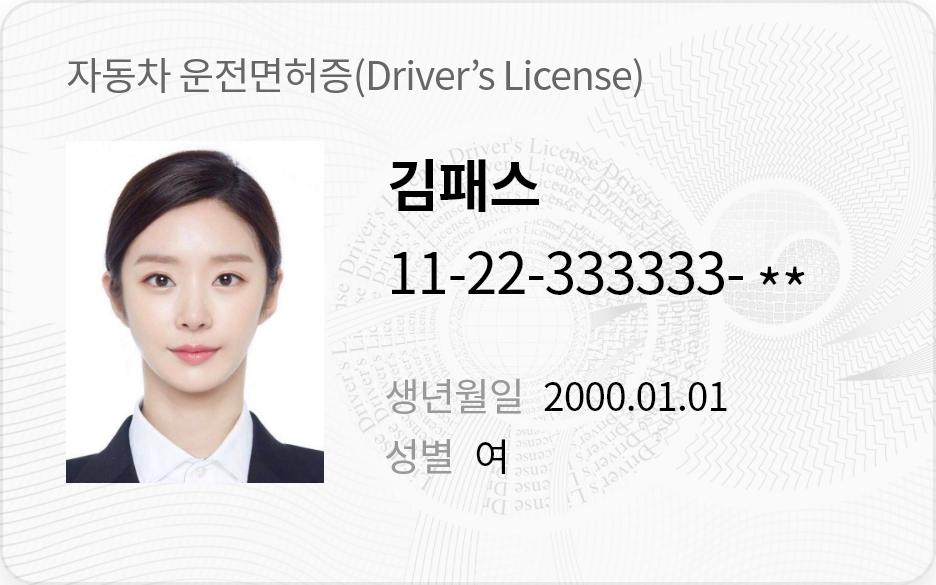 자동차 운전면허증(Driver's License)
김패스
11-22-333333-**
생년월일 2000.01.01
성별 여